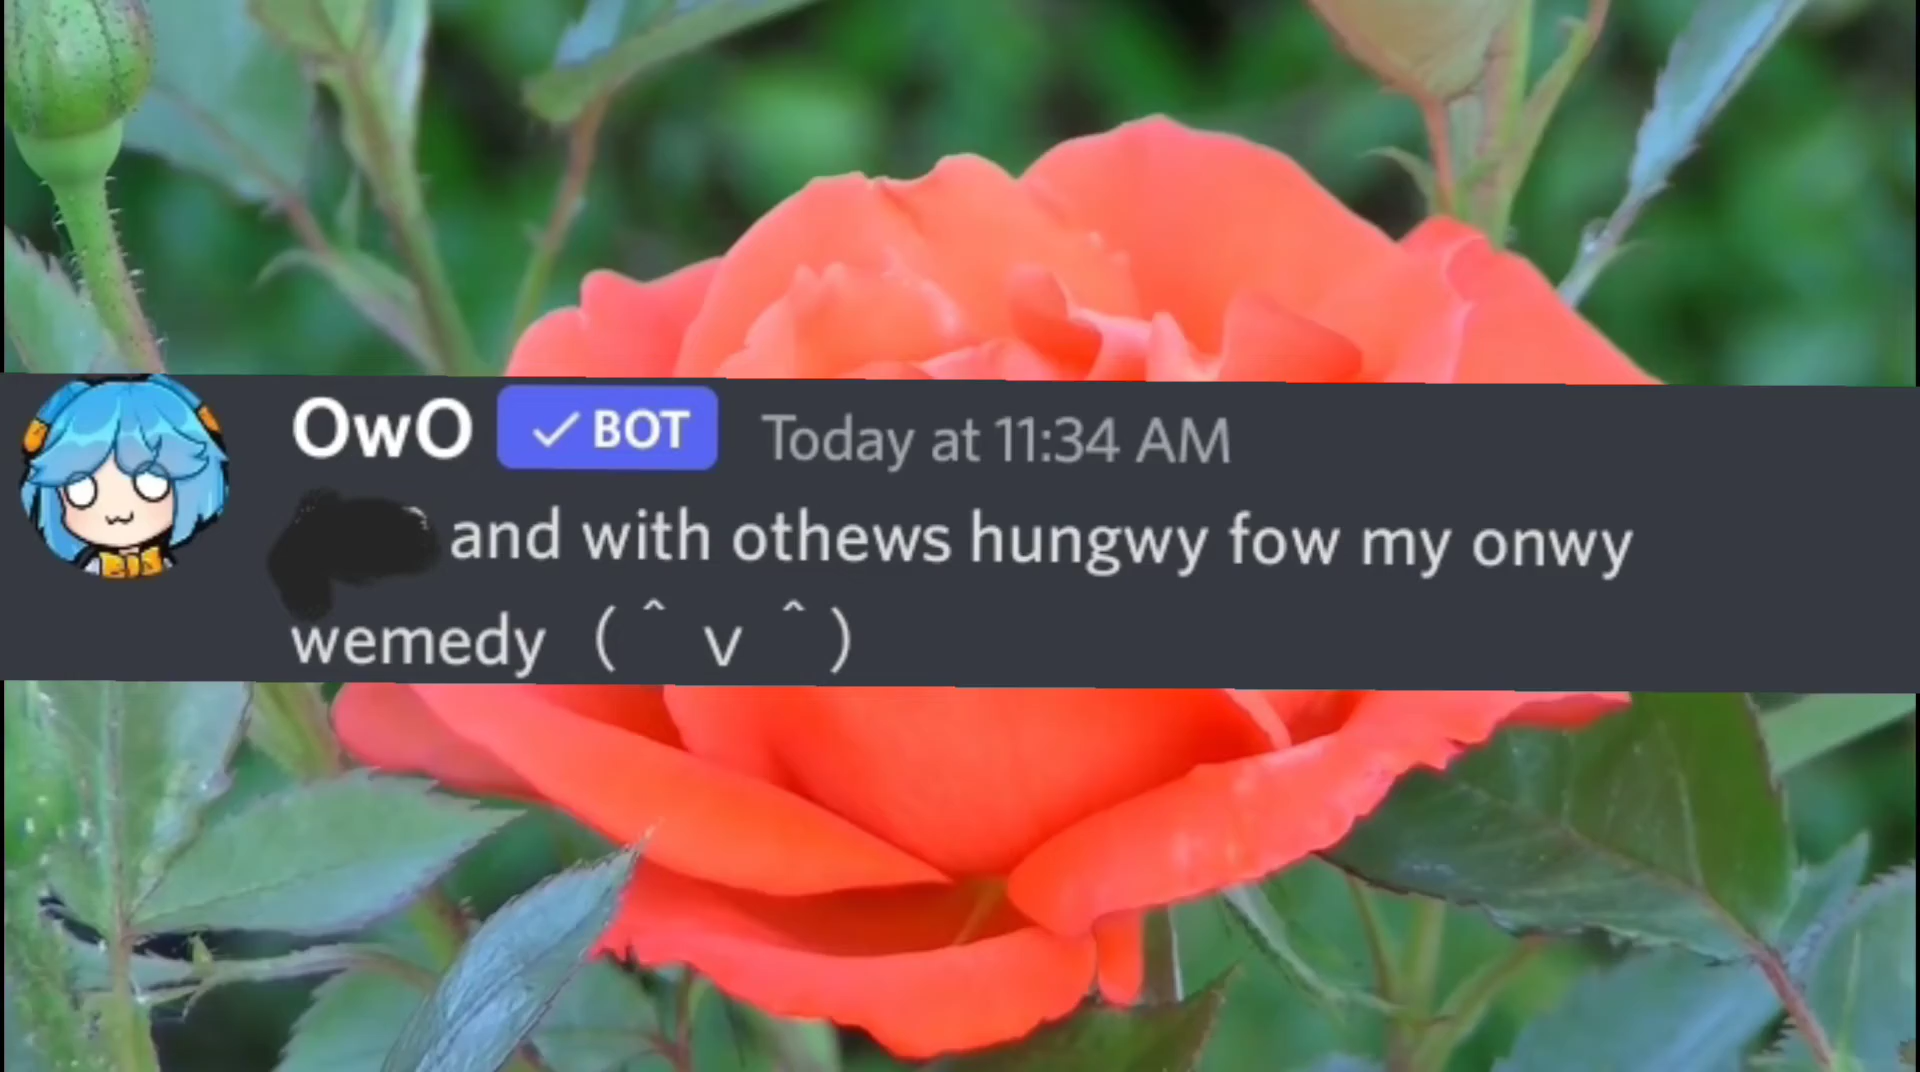 OwO ✓ BOT Today at 11:34 AM
and with othews hungwy fow my onwy
wemedy ( ˆ v ˆ )